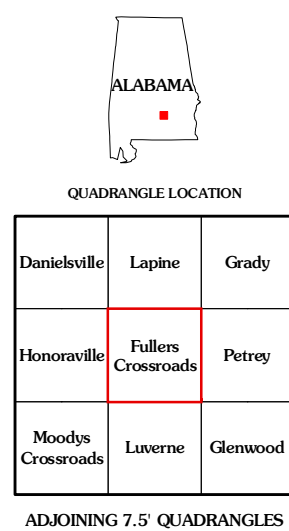 ALABAMA
QUADRANGLE LOCATION
Danielsville Lapine Grady
Honoraville Fullers Crossroads Petrey
Moodys Crossroads Luverne Glenwood
ADJOINING 7.5' QUADRANGLES